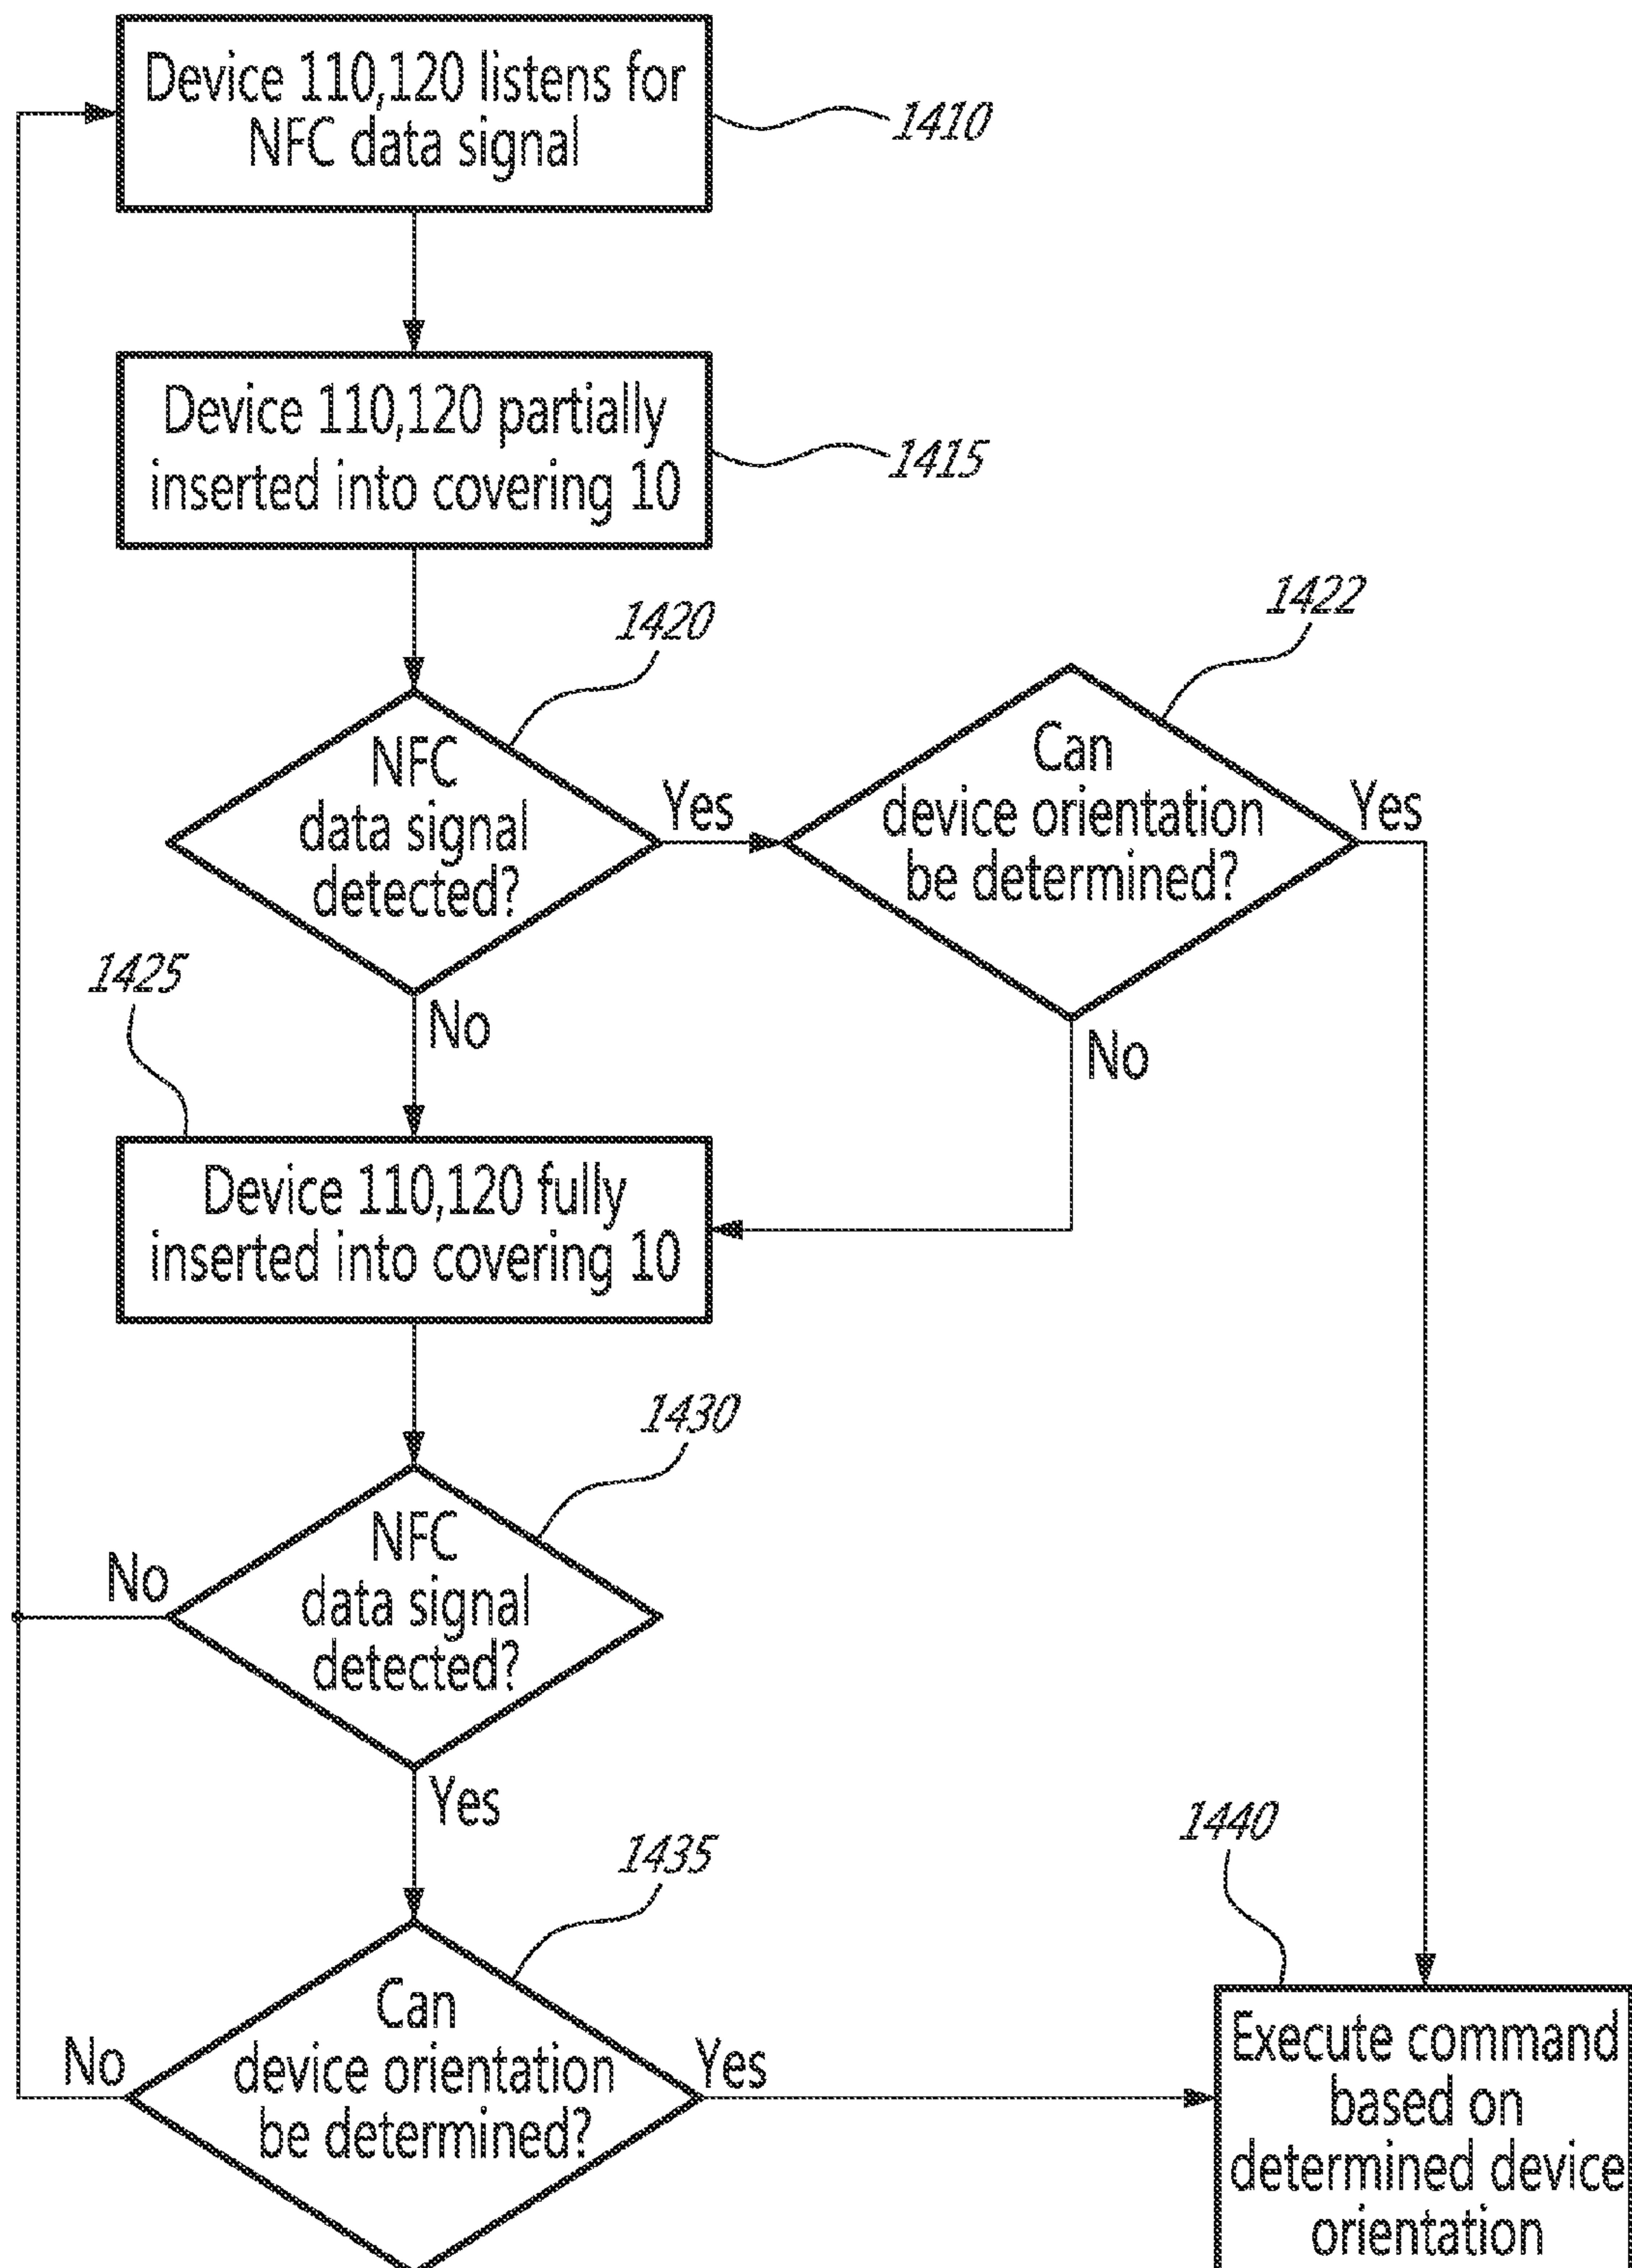 Device 110,120 listens for
NFC data signal
1410
Device 110,120 partially
inserted into covering 10
1415
1420
NFC
data signal
detected?
Yes
No
1422
Can
device orientation
be determined?
Yes
No
1425
Device 110,120 fully
inserted into covering 10
1430
NFC
data signal
detected?
No
Yes
1435
Can
device orientation
be determined?
No
Yes
1440
Execute command
based on
determined device
orientation